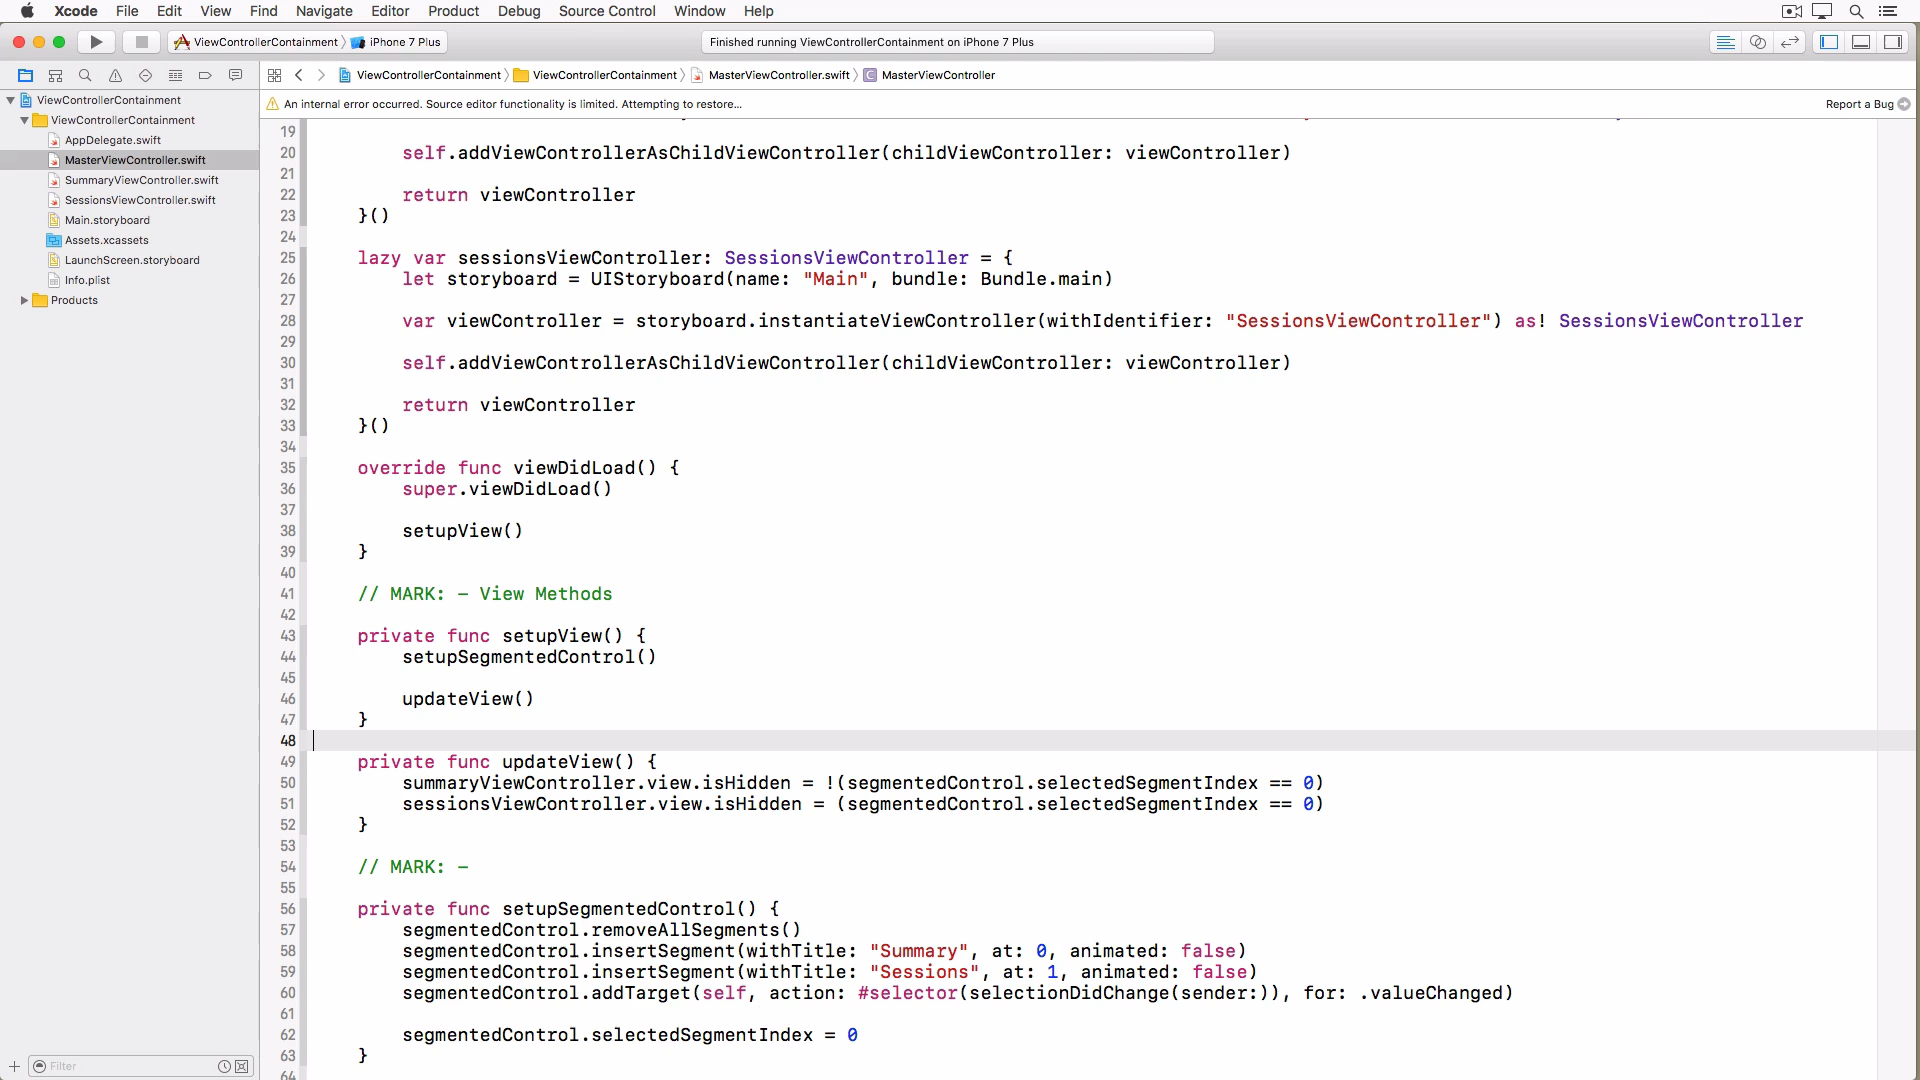 Xcode File Edit View Find Navigate Editor Product Debug Source Control Window Help
ViewControllerContainment iPhone 7 Plus
Finished running ViewControllerContainment on iPhone 7 Plus
ViewControllerContainment ViewControllerContainment MasterViewController.swift C MasterViewController
An internal error occurred. Source editor functionality is limited. Attempting to restore...
Report a Bug
ViewControllerContainment
ViewControllerContainment
AppDelegate.swift
MasterViewController.swift
SummaryViewController.swift
SessionsViewController.swift
Main.storyboard
Assets.xcassets
LaunchScreen.storyboard
Info.plist
Products
Filter
19
20 self.addViewControllerAsChildViewController(childViewController: viewController)
21
22 return viewController
23 }()
24
25 lazy var sessionsViewController: SessionsViewController = {
26 let storyboard = UIStoryboard(name: "Main", bundle: Bundle.main)
27
28 var viewController = storyboard.instantiateViewController(withIdentifier: "SessionsViewController") as! SessionsViewController
29
30 self.addViewControllerAsChildViewController(childViewController: viewController)
31
32 return viewController
33 }()
34
35 override func viewDidLoad() {
36 super.viewDidLoad()
37
38 setupView()
39 }
40
41 // MARK: - View Methods
42
43 private func setupView() {
44 setupSegmentedControl()
45
46 updateView()
47 }
48
49 private func updateView() {
50 summaryViewController.view.isHidden = !(segmentedControl.selectedSegmentIndex == 0)
51 sessionsViewController.view.isHidden = (segmentedControl.selectedSegmentIndex == 0)
52 }
53
54 // MARK: -
55
56 private func setupSegmentedControl() {
57 segmentedControl.removeAllSegments()
58 segmentedControl.insertSegment(withTitle: "Summary", at: 0, animated: false)
59 segmentedControl.insertSegment(withTitle: "Sessions", at: 1, animated: false)
60 segmentedControl.addTarget(self, action: #selector(selectionDidChange(sender:)), for: .valueChanged)
61
62 segmentedControl.selectedSegmentIndex = 0
63 }
64